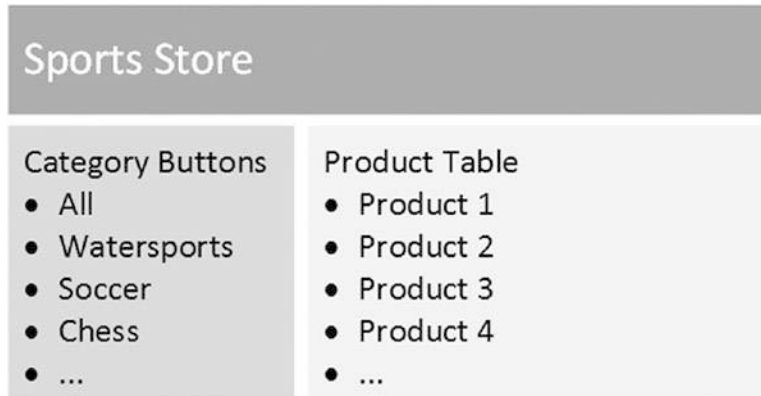 Sports Store
Category Buttons
• All
• Watersports
• Soccer
• Chess
• ...
Product Table
• Product 1
• Product 2
• Product 3
• Product 4
• ...